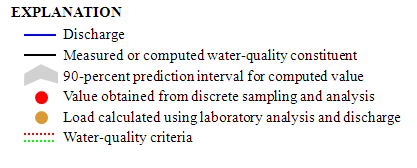 EXPLANATION
Discharge
Measured or computed water-quality constituent
90-percent prediction interval for computed value
Value obtained from discrete sampling and analysis
Load calculated using laboratory analysis and discharge
Water-quality criteria